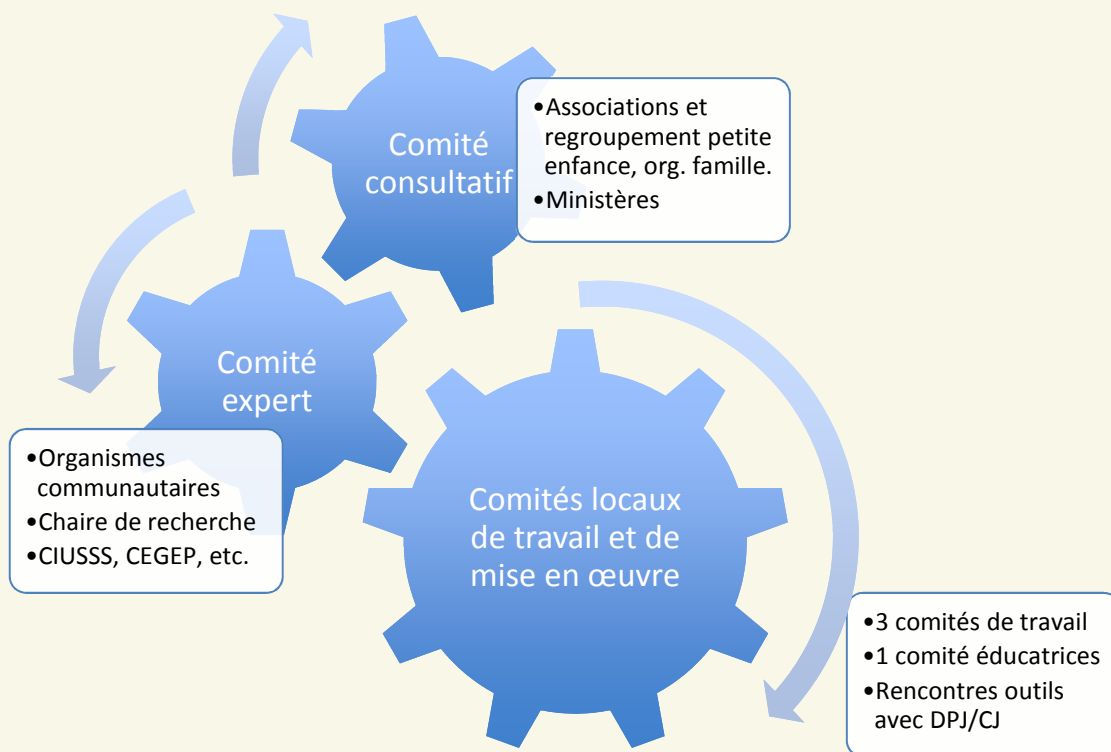 Comité
consultatif
•Associations et
regroupement petite
enfance, org. famille.
•Ministères
Comité
expert
•Organismes
communautaires
•Chaire de recherche
•CIUSSS, CEGEP, etc.
Comités locaux
de travail et de
mise en œuvre
•3 comités de travail
•1 comité éducatrices
•Rencontres outils
avec DPJ/CJ